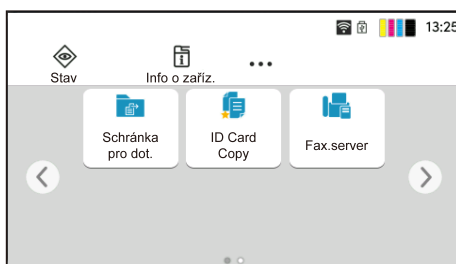 13:25
Stav
Info o zaříz.
Schránka
pro dot.
ID Card
Copy
Fax.server